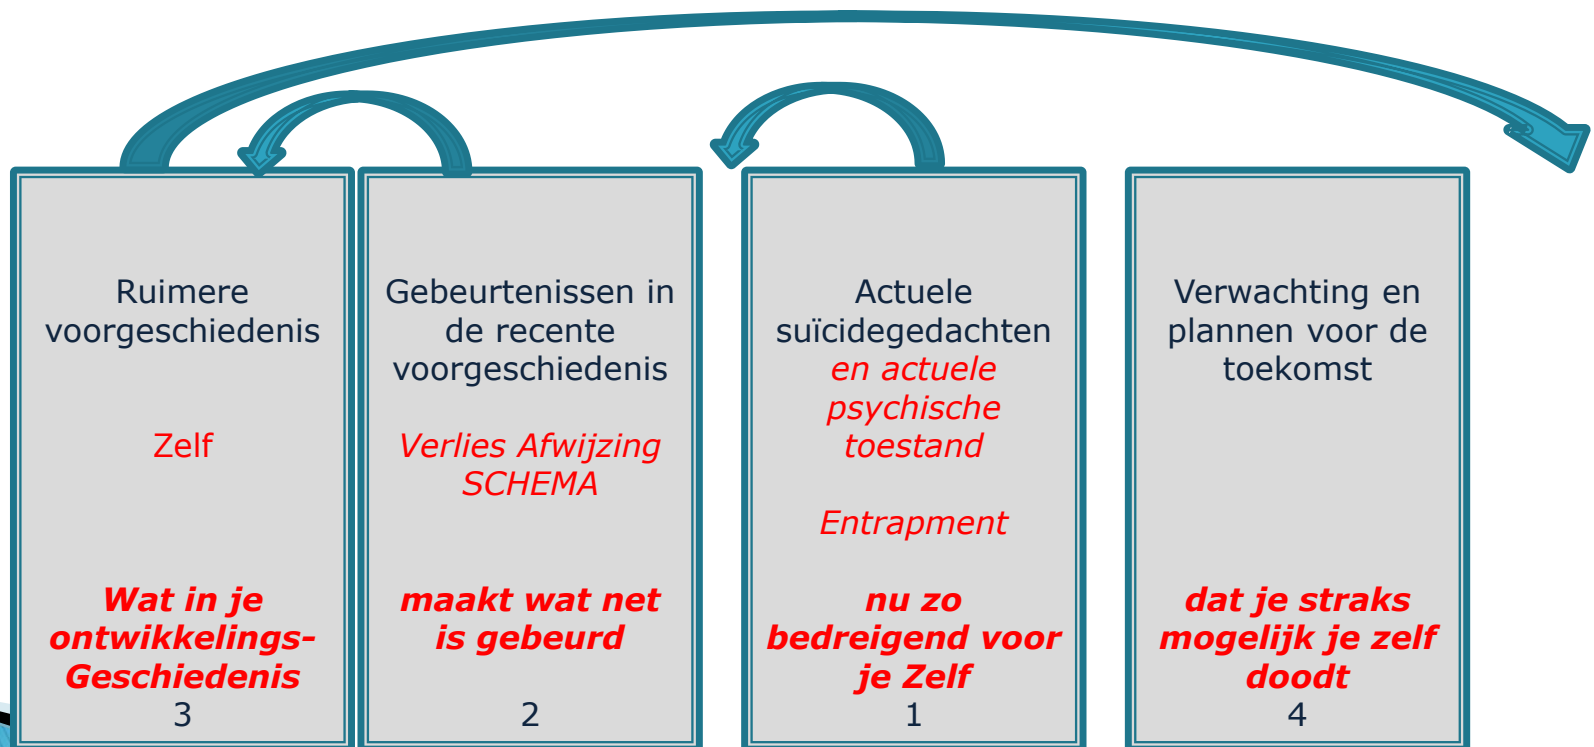 Ruimere
voorgeschiedenis
Zelf
Wat in je
ontwikkelings-
Geschiedenis
3
Gebeurtenissen in
de recente
voorgeschiedenis
Verlies Afwijzing
SCHEMA
maakt wat net
is gebeurd
2
Actuele
suïcidegedachten
en actuele
psychische
toestand
Entrapment
nu zo
bedreigend voor
je Zelf
1
Verwachting en
plannen voor de
toekomst
dat je straks
mogelijk je zelf
doodt
4